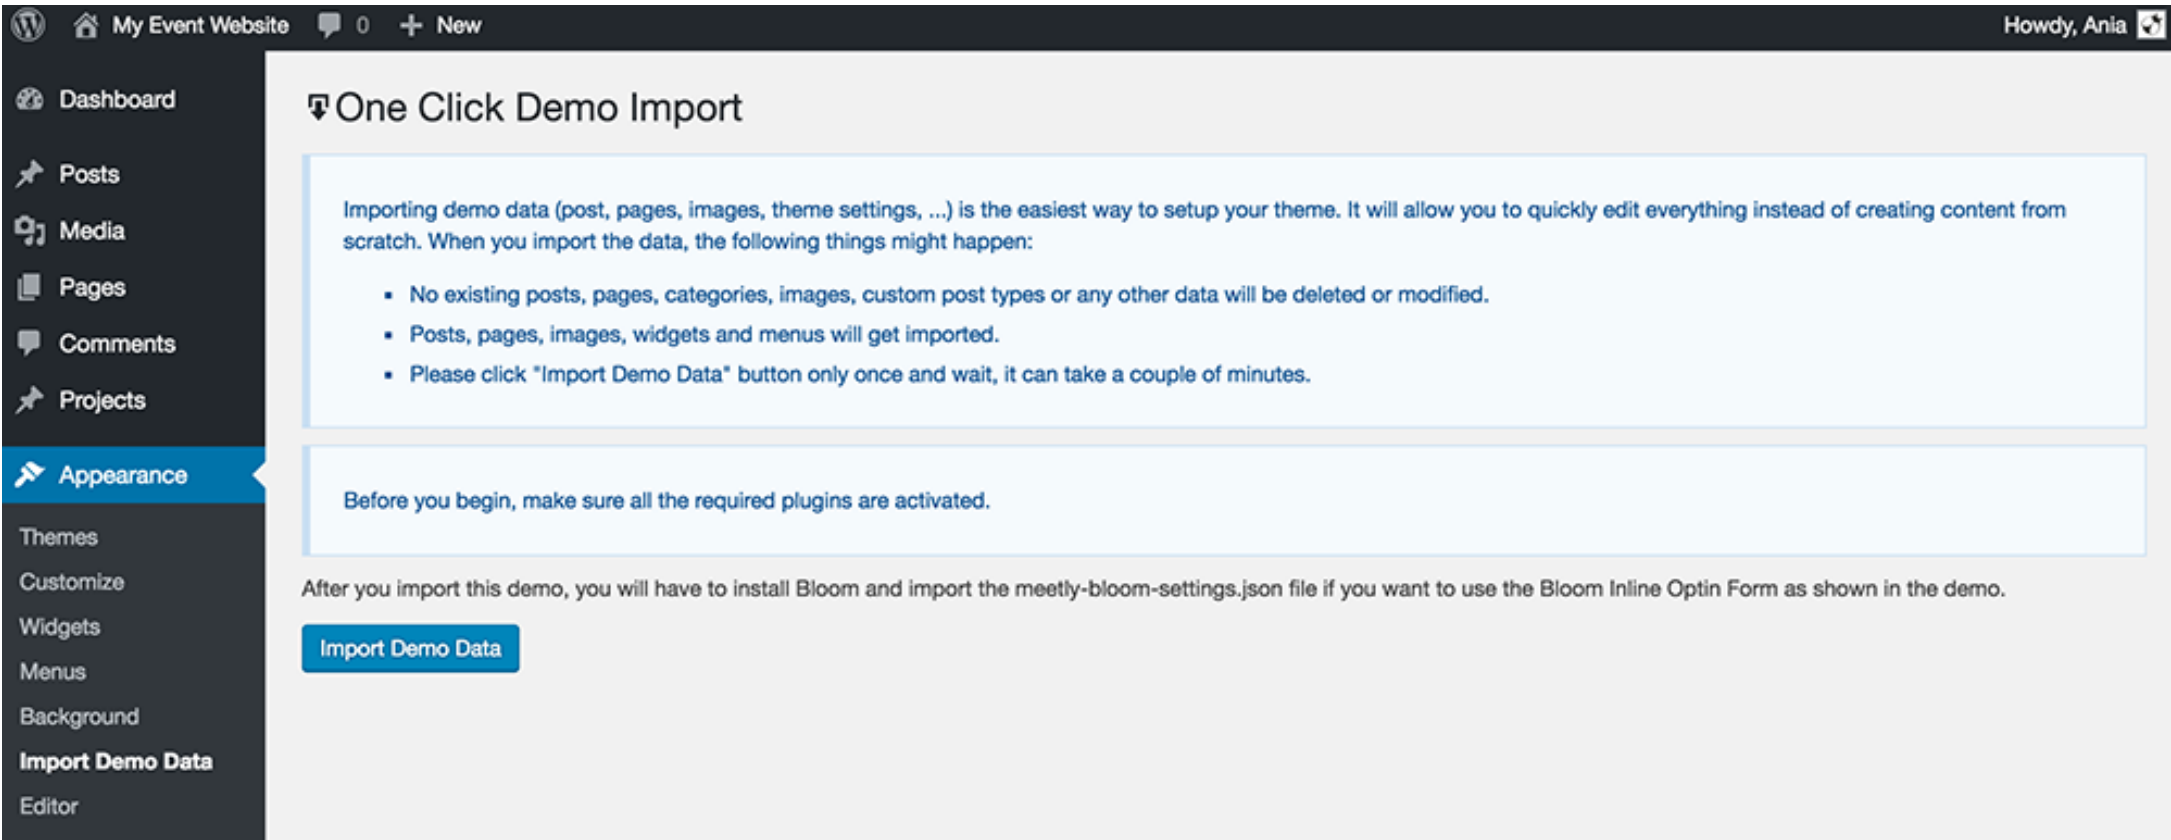 My Event Website 0 New Howdy, Ania
Dashboard
Posts
Media
Pages
Comments
Projects
Appearance
Themes
Customize
Widgets
Menus
Background
Import Demo Data
Editor
One Click Demo Import
Importing demo data (post, pages, images, theme settings, ...) is the easiest way to setup your theme. It will allow you to quickly edit everything instead of creating content from
scratch. When you import the data, the following things might happen:
▪ No existing posts, pages, categories, images, custom post types or any other data will be deleted or modified.
▪ Posts, pages, images, widgets and menus will get imported.
▪ Please click "Import Demo Data" button only once and wait, it can take a couple of minutes.
Before you begin, make sure all the required plugins are activated.
After you import this demo, you will have to install Bloom and import the meetly-bloom-settings.json file if you want to use the Bloom Inline Optin Form as shown in the demo.
Import Demo Data